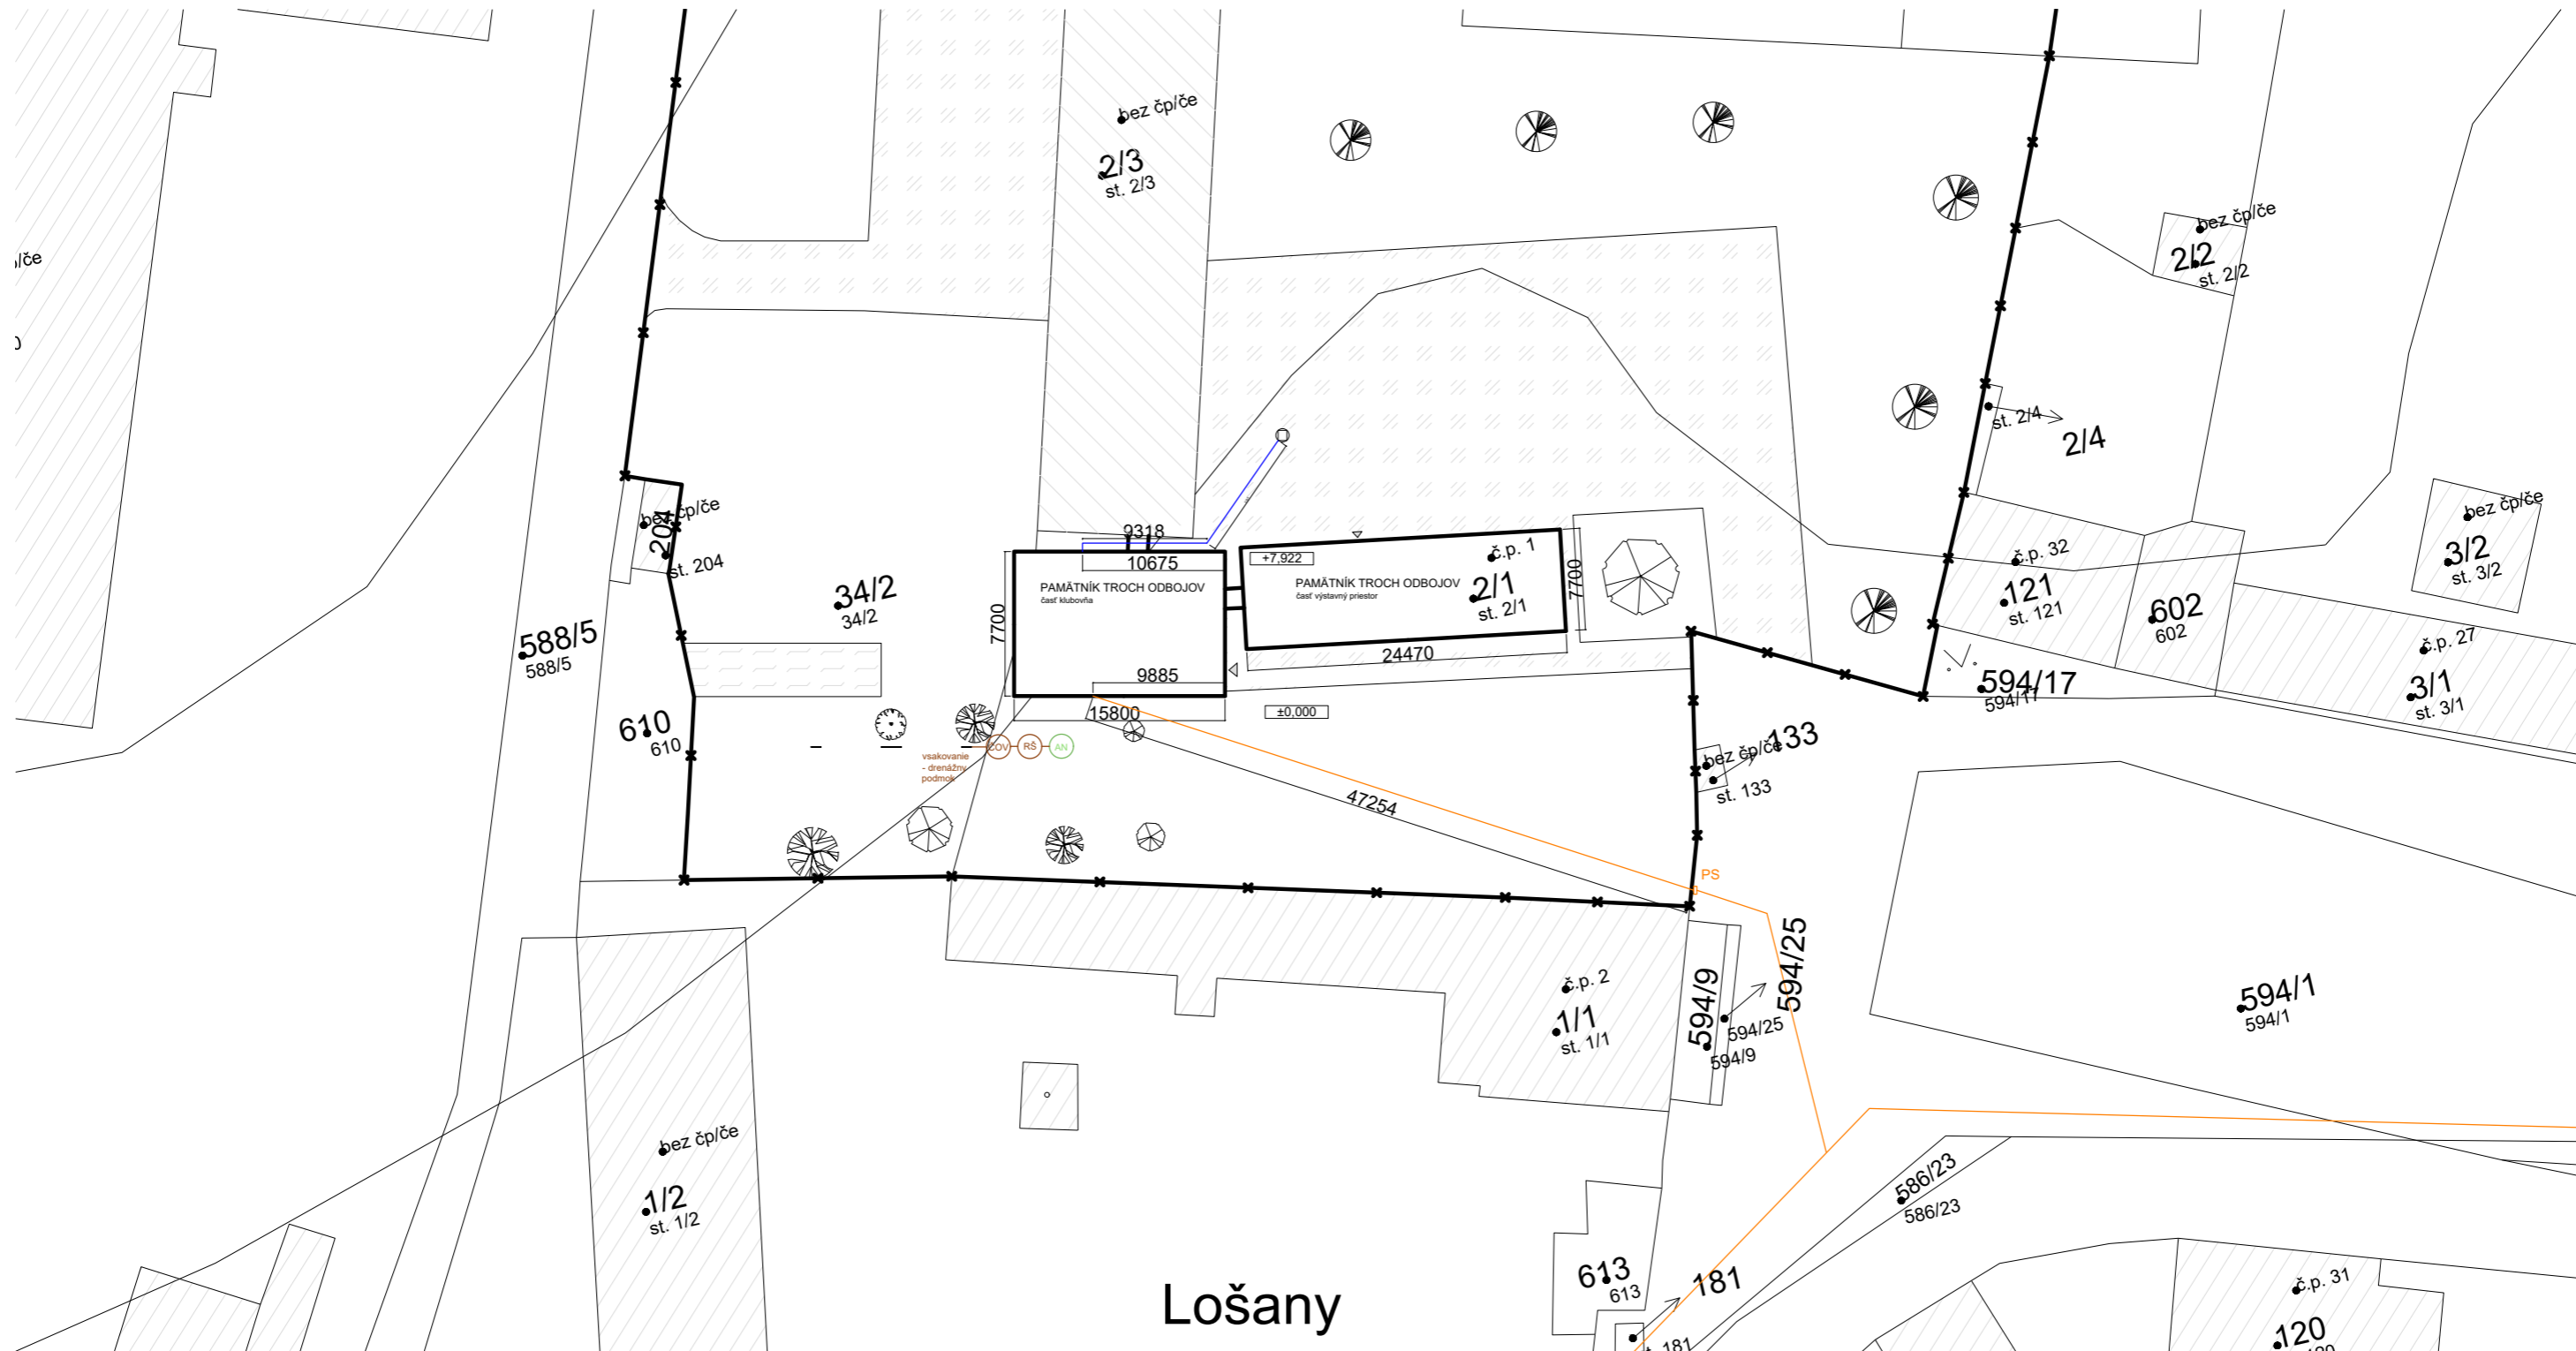 bez čp/če
2/3
st. 2/3
bez čp/če
2/2
st. 2/2
/če
st. 2/4
2/4
bez čp/če
204
st. 204
34/2
34/2
588/5
588/5
610
610
9318
10675
PAMÄTNÍK TROCH ODBOJOV
časť klubovňa
7700
9885
15800
±0,000
+7,922
PAMÄTNÍK TROCH ODBOJOV
časť výstavný priestor
č.p. 1
2/1
st. 2/1
7700
24470
č.p. 32
121
st. 121
602
602
bez čp/če
3/2
st. 3/2
č.p. 27
3/1
st. 3/1
594/17
594/17
ČOV
RŠ
AN
vsakovanie
- drenážny
podmok
47254
bez čp/če
133
st. 133
PS
č.p. 2
1/1
st. 1/1
594/9
594/25
594/25
594/9
594/1
594/1
bez čp/če
1/2
st. 1/2
586/23
586/23
613
613
181
Lošany
č.p. 31
120